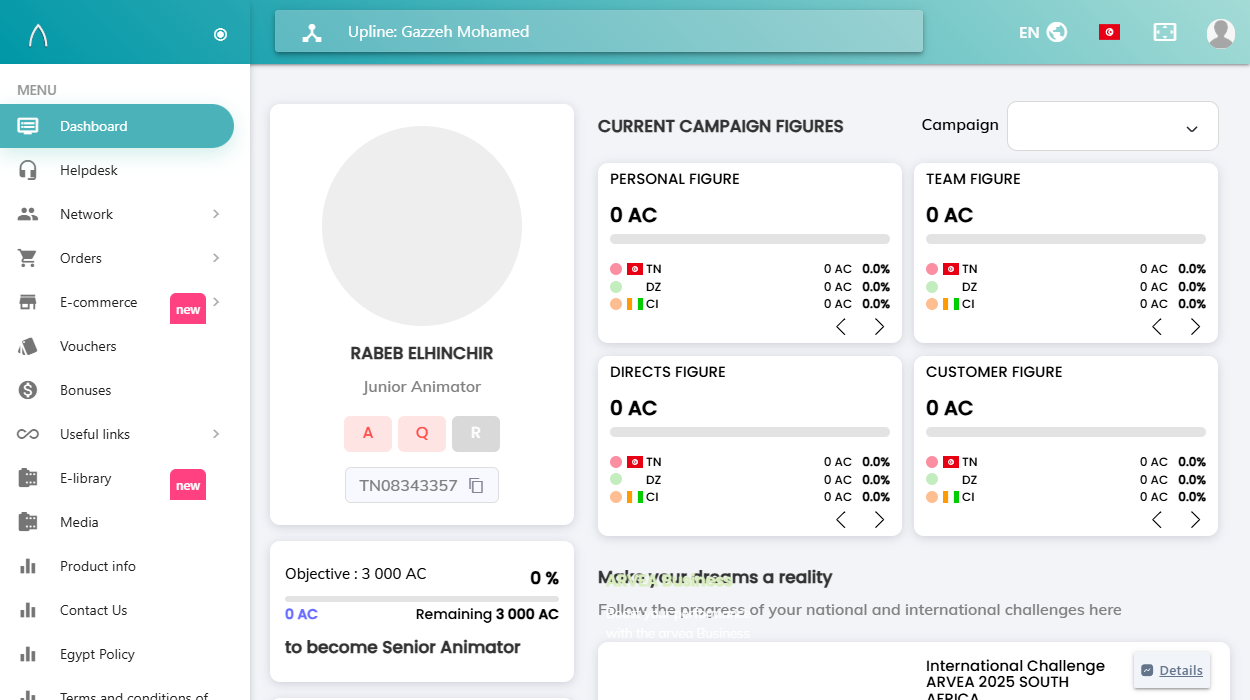 Upline: Gazzeh Mohamed
EN
MENU
Dashboard
Helpdesk
Network
Orders
E-commerce
new
Vouchers
Bonuses
Useful links
E-library
new
Media
Product info
Contact Us
Egypt Policy
Terms and conditions of
RABEB ELHINCHIR
Junior Animator
A Q R
TN08343357
Objective : 3 000 AC
0 %
0 AC
Remaining 3 000 AC
to become Senior Animator
CURRENT CAMPAIGN FIGURES
Campaign
PERSONAL FIGURE
0 AC
TN 0 AC 0.0%
DZ 0 AC 0.0%
CI 0 AC 0.0%
TEAM FIGURE
0 AC
TN 0 AC 0.0%
DZ 0 AC 0.0%
CI 0 AC 0.0%
DIRECTS FIGURE
0 AC
TN 0 AC 0.0%
DZ 0 AC 0.0%
CI 0 AC 0.0%
CUSTOMER FIGURE
0 AC
TN 0 AC 0.0%
DZ 0 AC 0.0%
CI 0 AC 0.0%
Make your dreams a reality
ARVEA Business
Follow the progress of your national and international challenges here
with the arvea Business
International Challenge
ARVEA 2025 SOUTH
AFRICA
Details